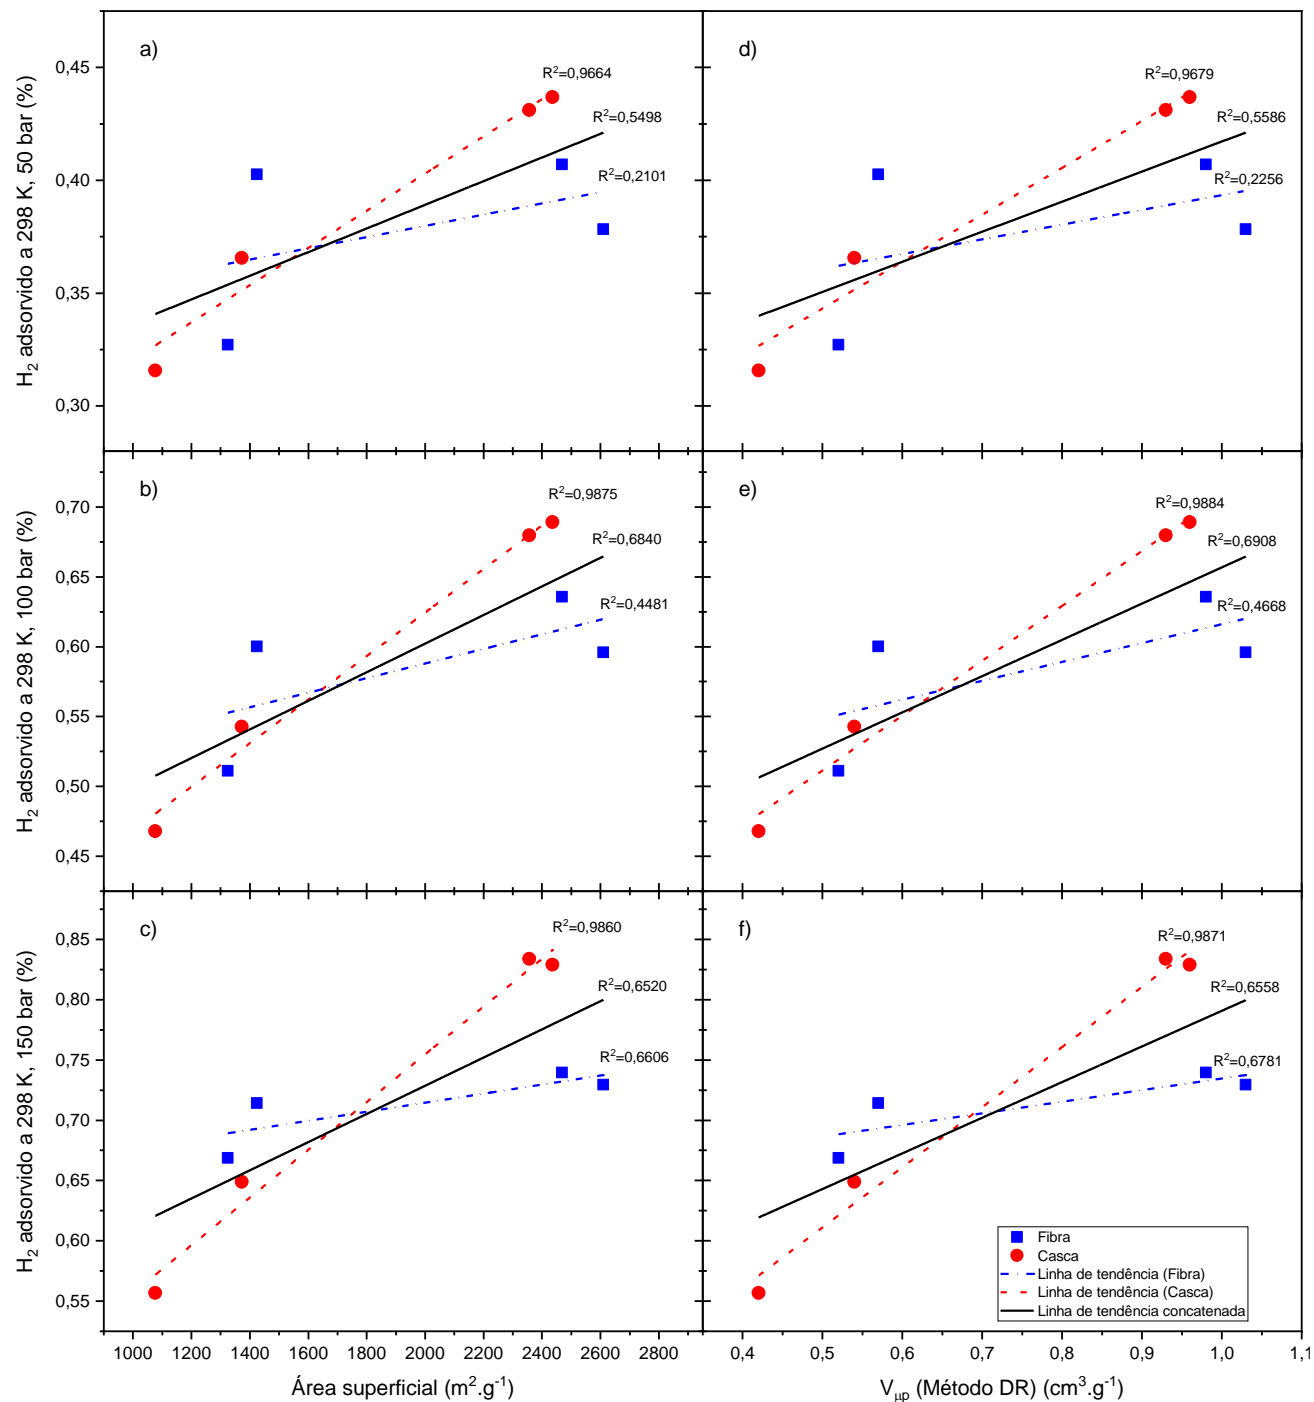 a)
R²=0,9664
R²=0,5498
R²=0,2101
0,45
0,40
0,35
0,30
H₂ adsorvido a 298 K, 50 bar (%)
d)
R²=0,9679
R²=0,5586
R²=0,2256
b)
R²=0,9875
R²=0,6840
R²=0,4481
0,70
0,65
0,60
0,55
0,50
0,45
H₂ adsorvido a 298 K, 100 bar (%)
e)
R²=0,9884
R²=0,6908
R²=0,4668
c)
R²=0,9860
R²=0,6520
R²=0,6606
0,85
0,80
0,75
0,70
0,65
0,60
0,55
H₂ adsorvido a 298 K, 150 bar (%)
1000 1200 1400 1600 1800 2000 2200 2400 2600 2800
Área superficial (m².g⁻¹)
f)
R²=0,9871
R²=0,6558
R²=0,6781
Fibra
Casca
Linha de tendência (Fibra)
Linha de tendência (Casca)
Linha de tendência concatenada
0,4 0,5 0,6 0,7 0,8 0,9 1,0 1,1
V_μp (Método DR) (cm³.g⁻¹)